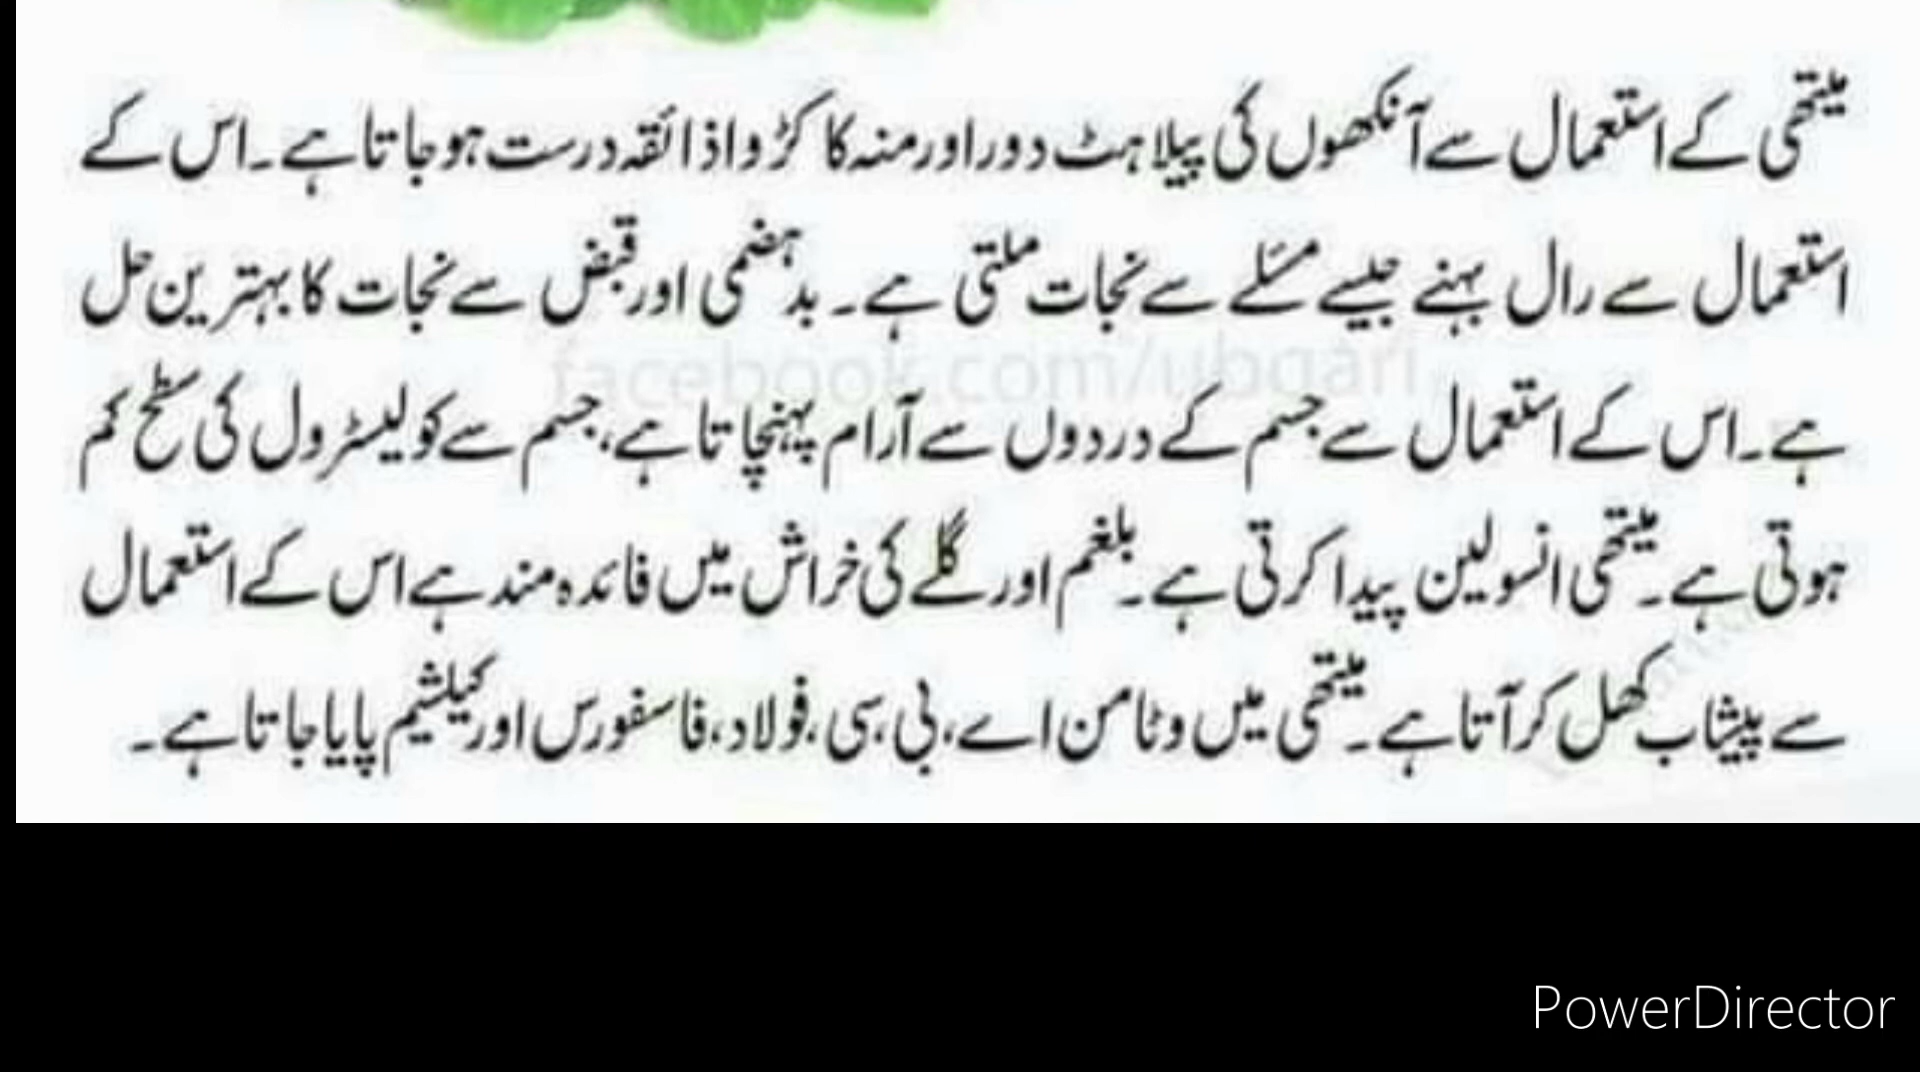 میتھی کے استعمال سے آنکھوں کی پیلاہٹ دور اور منہ کا کڑوا ذائقہ درست ہو جاتا ہے۔ اس کے
استعمال سے رال بہنے جیسے مسئلے سے نجات ملتی ہے۔ بدہضمی اور قبض سے نجات کا بہترین حل
facebook.com/ubqari
ہے۔ اس کے استعمال سے جسم کے دردوں سے آرام پہنچاتا ہے، جسم سے کولیسٹرول کی سطح کم
ہوتی ہے۔ میتھی انسولین پیدا کرتی ہے۔ بلغم اور گلے کی خراش میں فائدہ مند ہے اس کے استعمال
سے پیشاب کھل کر آتا ہے۔ میتھی میں وٹامن اے، بی، سی، فولاد، فاسفورس اور کیلشیم پایا جاتا ہے۔
PowerDirector